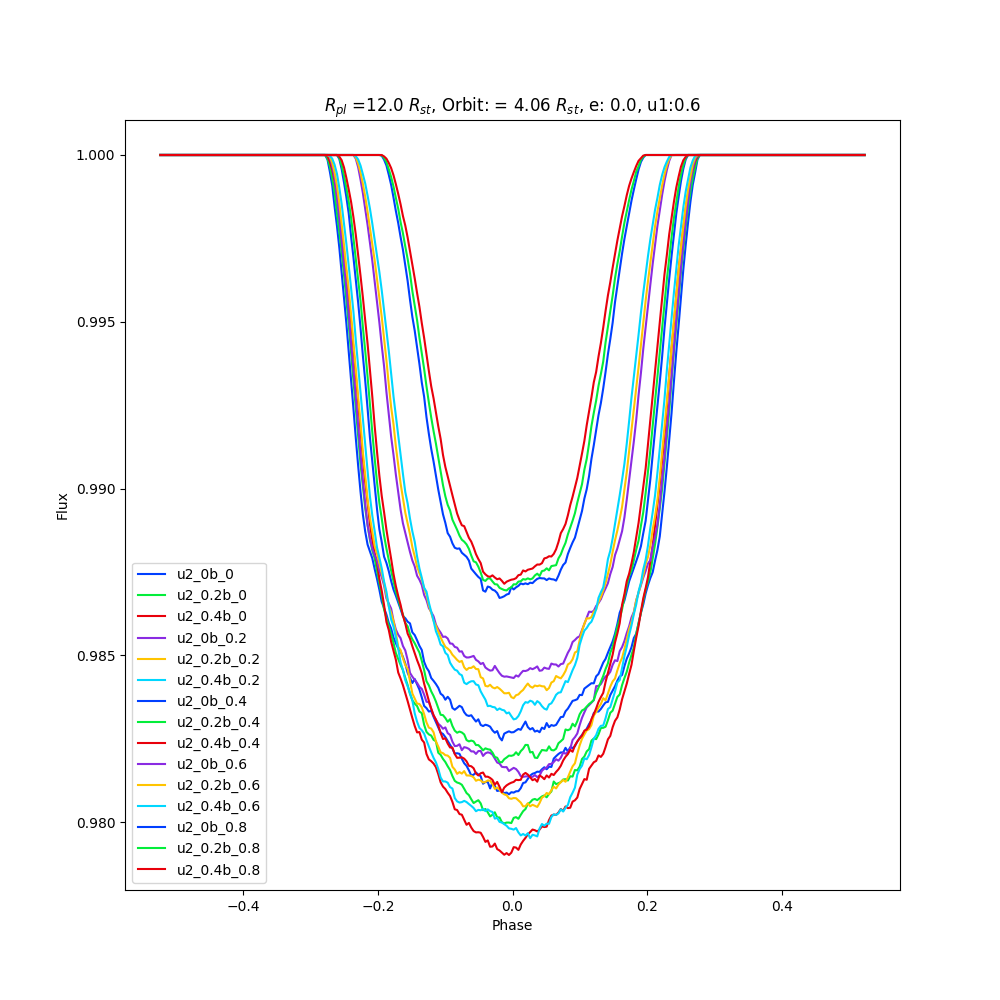 R_pl =12.0 R_st, Orbit: = 4.06 R_st, e: 0.0, u1:0.6
1.000
0.995
0.990
0.985
0.980
Flux
u2_0b_0
u2_0.2b_0
u2_0.4b_0
u2_0b_0.2
u2_0.2b_0.2
u2_0.4b_0.2
u2_0b_0.4
u2_0.2b_0.4
u2_0.4b_0.4
u2_0b_0.6
u2_0.2b_0.6
u2_0.4b_0.6
u2_0b_0.8
u2_0.2b_0.8
u2_0.4b_0.8
−0.4 −0.2 0.0 0.2 0.4
Phase